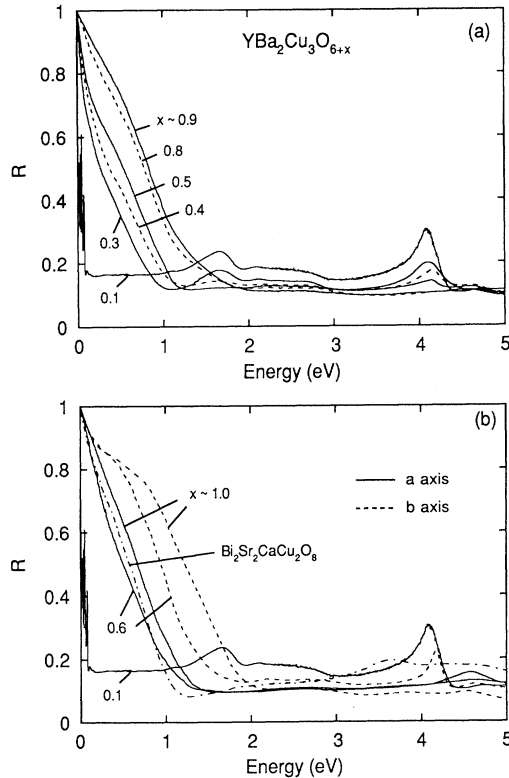 (a)
YBa₂Cu₃O₆₊ₓ
1
0.8
0.6
0.4
0.2
0
R
x ~ 0.9
0.8
0.5
0.4
0.3
0.1
0 1 2 3 4 5
Energy (eV)
(b)
1
0.8
0.6
0.4
0.2
0
R
a axis
b axis
x ~ 1.0
Bi₂Sr₂CaCu₂O₈
0.6
0.1
0 1 2 3 4 5
Energy (eV)